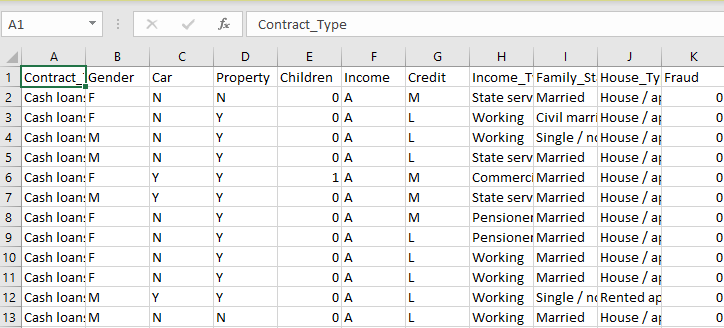 A1 fx Contract_Type
A B C D E F G H I J K
1 Contract_ Gender Car Property Children Income Credit Income_T Family_St House_Ty Fraud
2 Cash loans F N N 0 A M State serv Married House / ap 0
3 Cash loans F N Y 0 A L Working Civil marri House / ap 0
4 Cash loans M N Y 0 A L Working Single / no House / ap 0
5 Cash loans M N Y 0 A L State serv Married House / ap 0
6 Cash loans F Y Y 1 A M Commerci Married House / ap 0
7 Cash loans M Y Y 0 A M State serv Married House / ap 0
8 Cash loans F N Y 0 A M Pensioner Married House / ap 0
9 Cash loans F N Y 0 A L Pensioner Married House / ap 0
10 Cash loans F N Y 0 A L Working Married House / ap 0
11 Cash loans F N Y 0 A L Working Married House / ap 0
12 Cash loans M Y Y 0 A L Working Single / no Rented ap 0
13 Cash loans M N N 0 A L Working Married House / ap 0